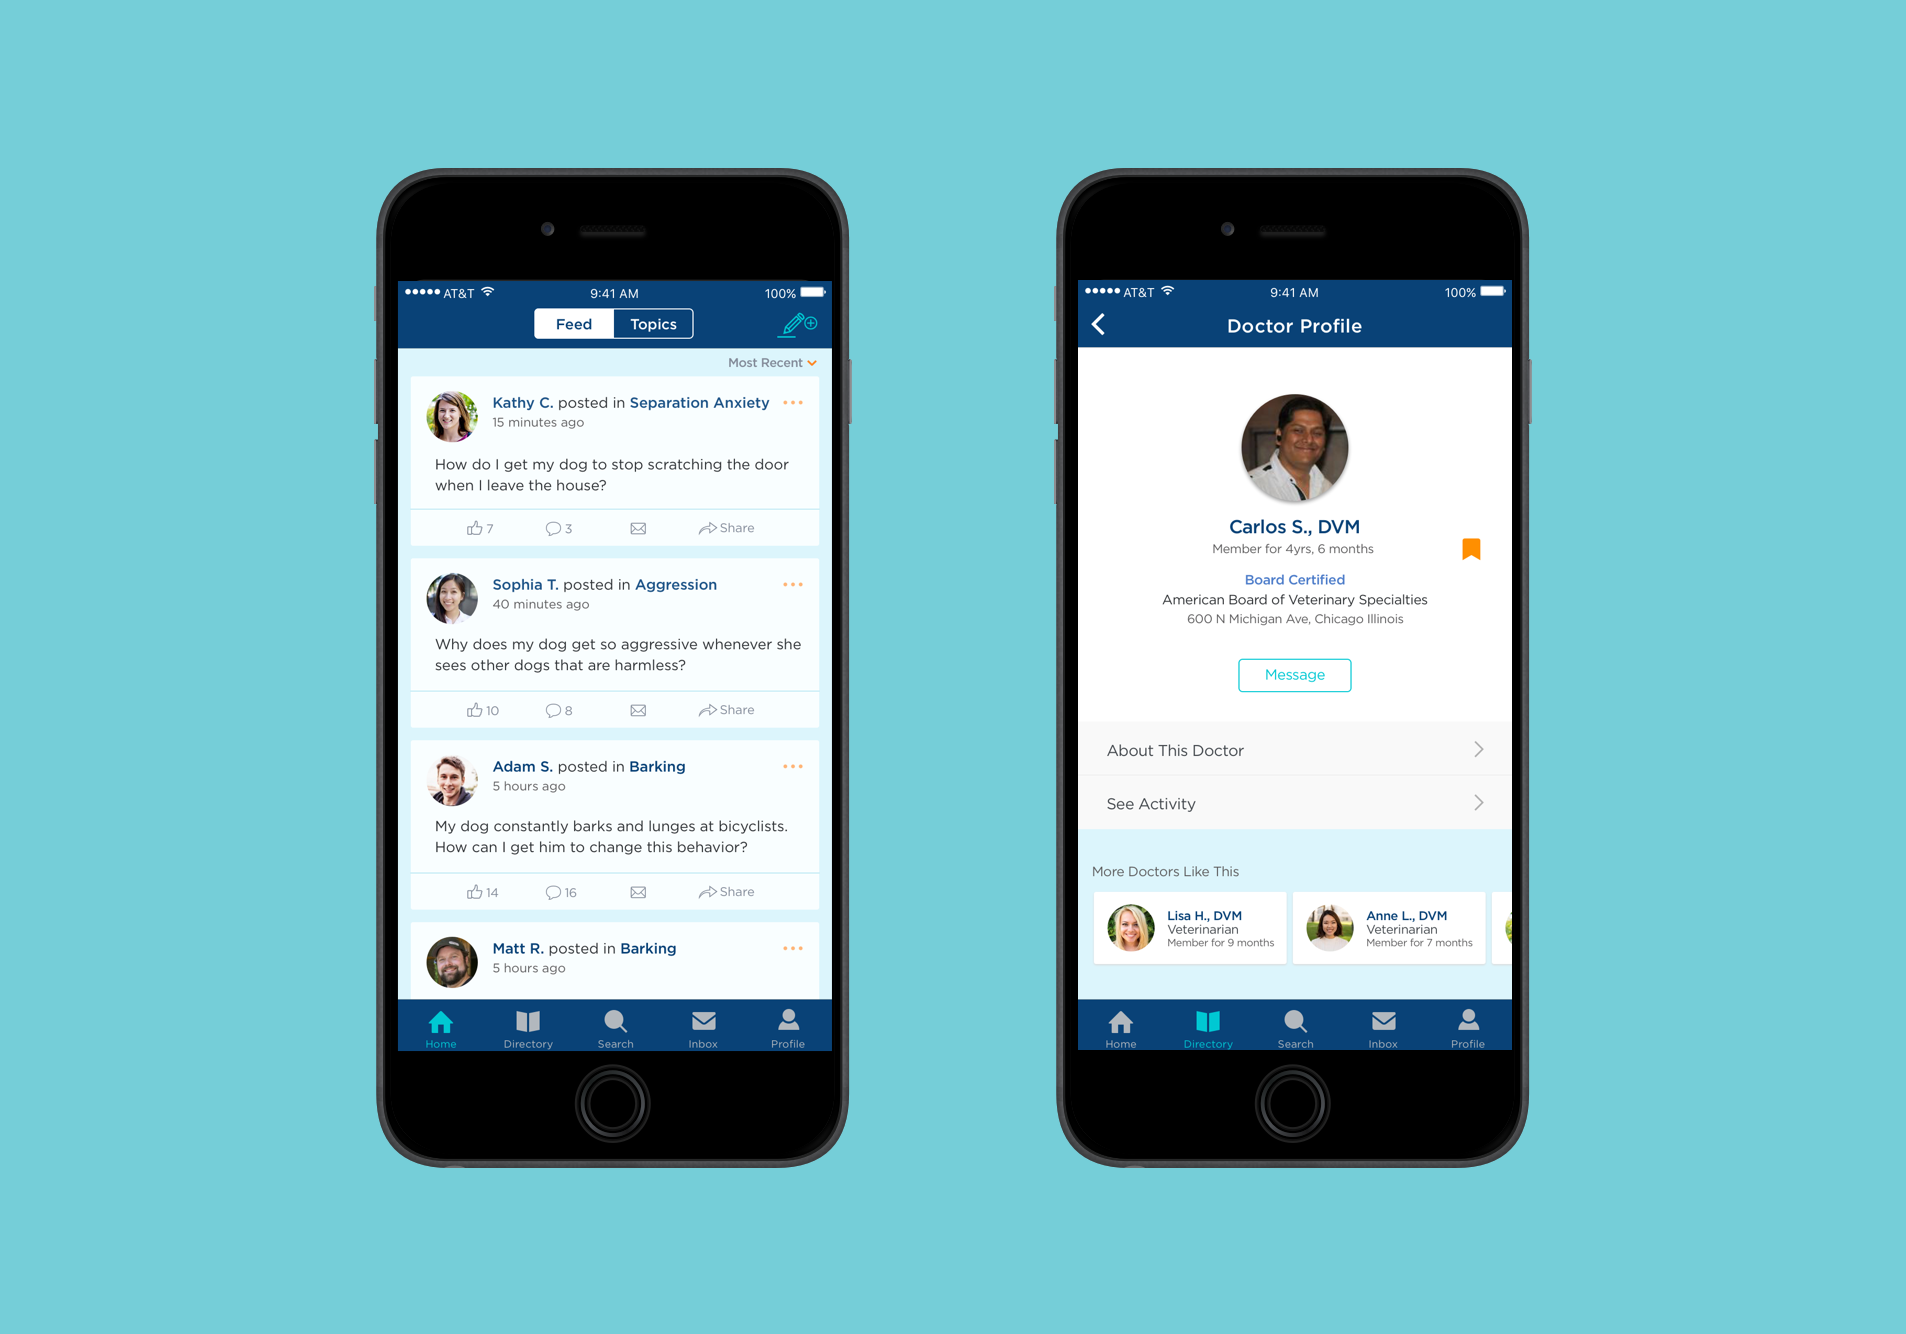 AT&T 9:41 AM 100%
Feed Topics
Most Recent
Kathy C. posted in Separation Anxiety
15 minutes ago
How do I get my dog to stop scratching the door
when I leave the house?
7 3 Share
Sophia T. posted in Aggression
40 minutes ago
Why does my dog get so aggressive whenever she
sees other dogs that are harmless?
10 8 Share
Adam S. posted in Barking
5 hours ago
My dog constantly barks and lunges at bicyclists.
How can I get him to change this behavior?
14 16 Share
Matt R. posted in Barking
5 hours ago
Home Directory Search Inbox Profile
AT&T 9:41 AM 100%
Doctor Profile
Carlos S., DVM
Member for 4yrs, 6 months
Board Certified
American Board of Veterinary Specialties
600 N Michigan Ave, Chicago Illinois
Message
About This Doctor
See Activity
More Doctors Like This
Lisa H., DVM
Veterinarian
Member for 9 months
Anne L., DVM
Veterinarian
Member for 7 months
Home Directory Search Inbox Profile